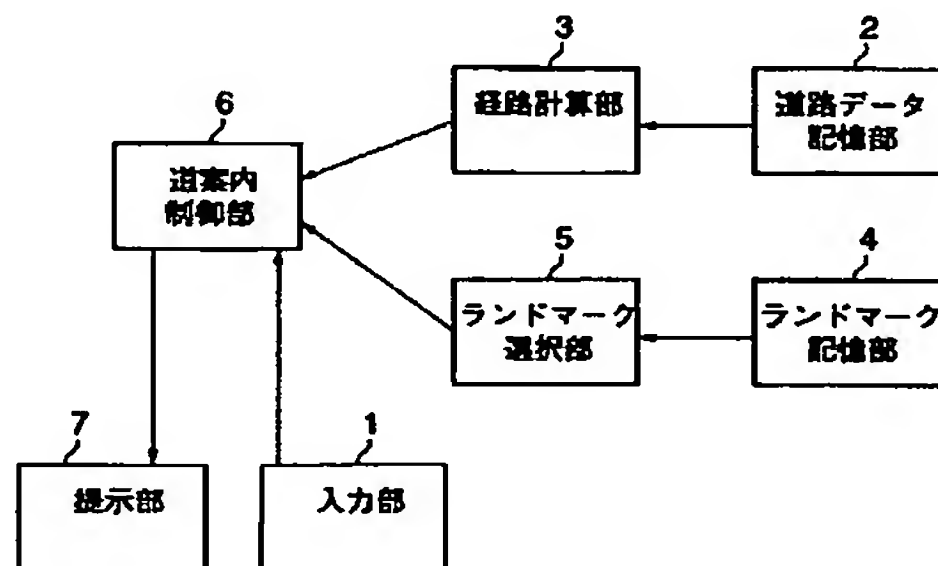 3
2
経路計算部
道路データ
記憶部
6
道案内
制御部
5
4
ランドマーク
選択部
ランドマーク
記憶部
7
1
提示部
入力部